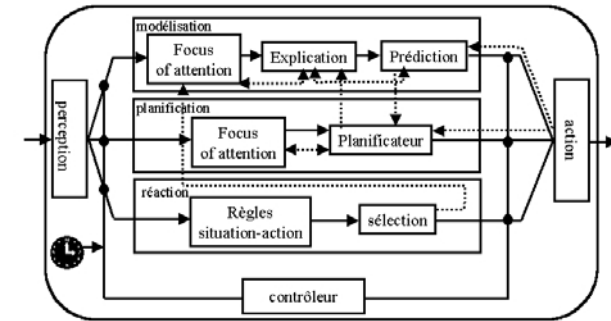 modélisation
Focus
of attention
Explication
Prédiction
perception
planification
Focus
of attention
Planificateur
action
réaction
Règles
situation-action
sélection
contrôleur